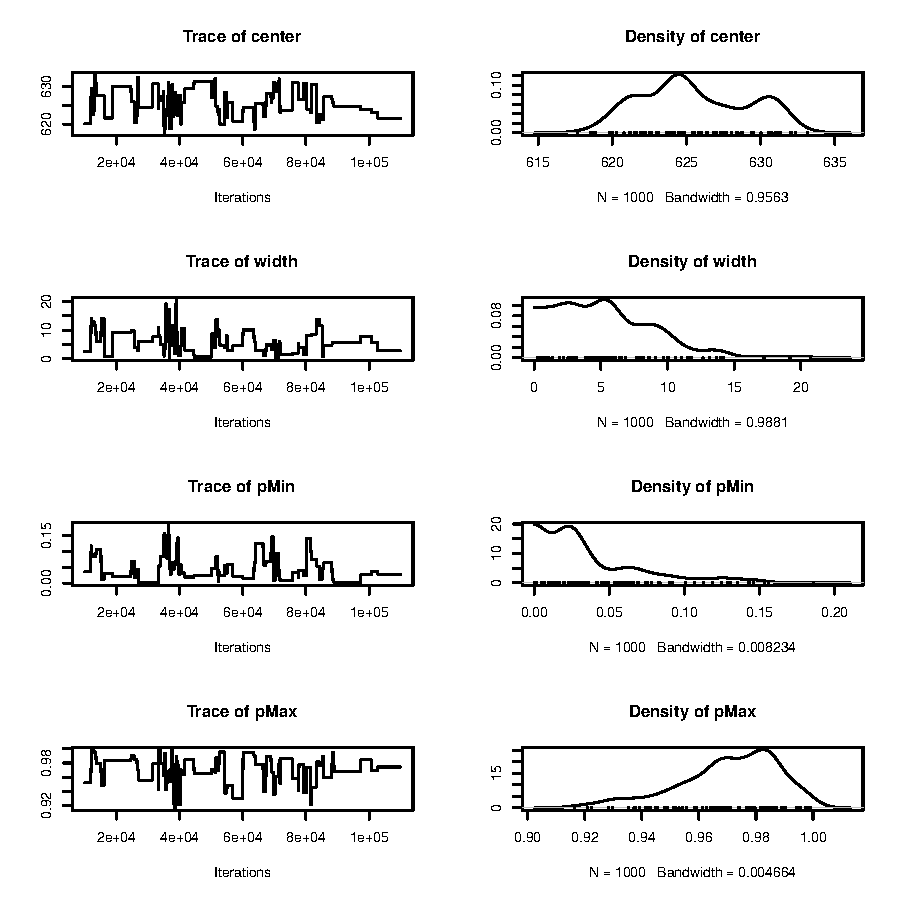 Trace of center
620 630
2e+04 4e+04 6e+04 8e+04 1e+05
Iterations
Density of center
0.00 0.10
615 620 625 630 635
N = 1000 Bandwidth = 0.9563
Trace of width
0 10 20
2e+04 4e+04 6e+04 8e+04 1e+05
Iterations
Density of width
0.00 0.08
0 5 10 15 20
N = 1000 Bandwidth = 0.9881
Trace of pMin
0.00 0.15
2e+04 4e+04 6e+04 8e+04 1e+05
Iterations
Density of pMin
0 10 20
0.00 0.05 0.10 0.15 0.20
N = 1000 Bandwidth = 0.008234
Trace of pMax
0.92 0.98
2e+04 4e+04 6e+04 8e+04 1e+05
Iterations
Density of pMax
0 15
0.90 0.92 0.94 0.96 0.98 1.00
N = 1000 Bandwidth = 0.004664